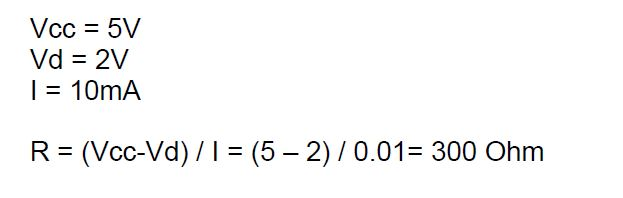 Vcc = 5V
Vd = 2V
I = 10mA
R = (Vcc-Vd) / I = (5 – 2) / 0.01= 300 Ohm